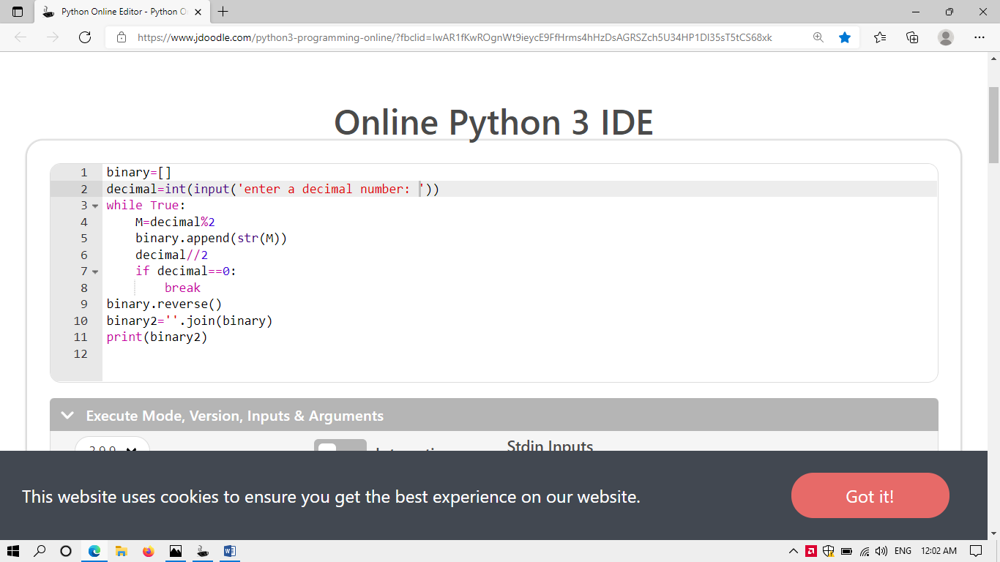 Python Online Editor - Python O
https://www.jdoodle.com/python3-programming-online/?fbclid=IwAR1fKwROgnWt9ieycE9FfHrms4hHzDsAGRSZch5U34HP1DI35sT5tCS68xk
Online Python 3 IDE
1 binary=[]
2 decimal=int(input('enter a decimal number: '))
3 while True:
4     M=decimal%2
5     binary.append(str(M))
6     decimal//2
7     if decimal==0:
8         break
9 binary.reverse()
10 binary2=''.join(binary)
11 print(binary2)
12
Execute Mode, Version, Inputs & Arguments
Stdin Inputs
This website uses cookies to ensure you get the best experience on our website.
Got it!
ENG 12:02 AM